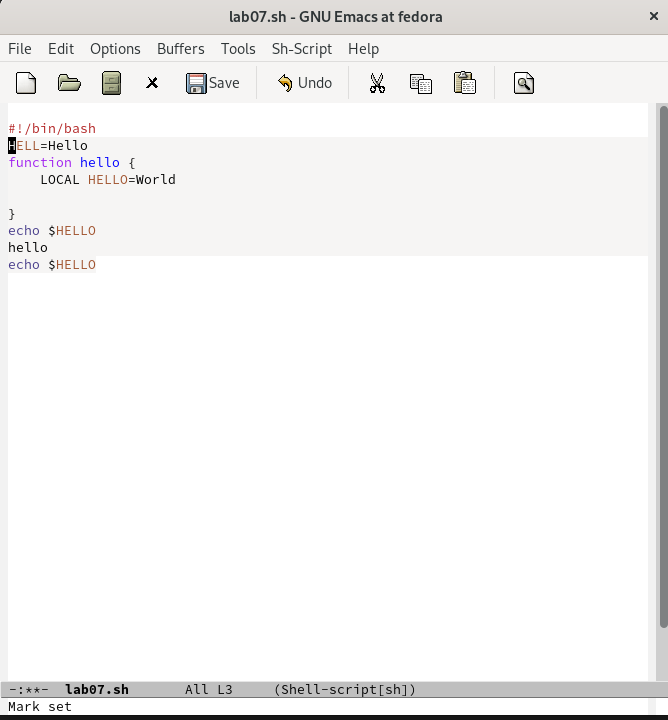 lab07.sh - GNU Emacs at fedora
File Edit Options Buffers Tools Sh-Script Help
Save Undo
#!/bin/bash
HELL=Hello
function hello {
    LOCAL HELLO=World
}
echo $HELLO
hello
echo $HELLO
-:**- lab07.sh All L3 (Shell-script[sh])
Mark set